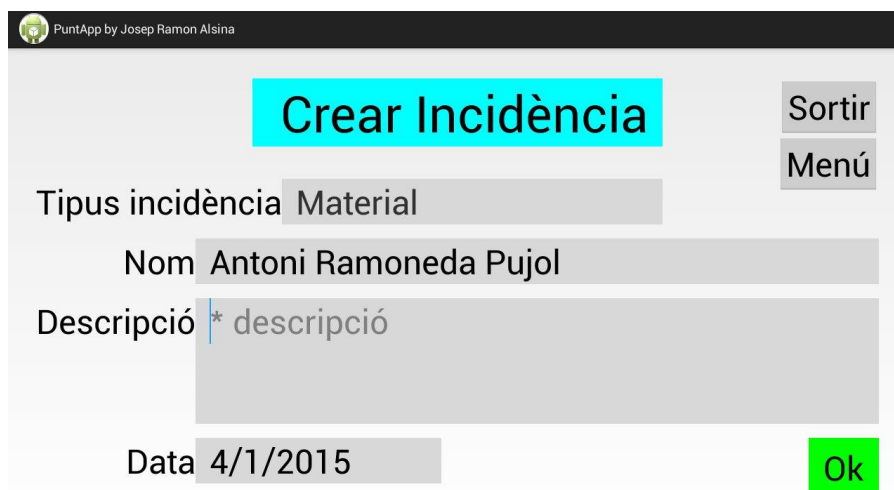 PuntApp by Josep Ramon Alsina
Crear Incidència
Sortir
Menú
Tipus incidència Material
Nom Antoni Ramoneda Pujol
Descripció * descripció
Data 4/1/2015
Ok